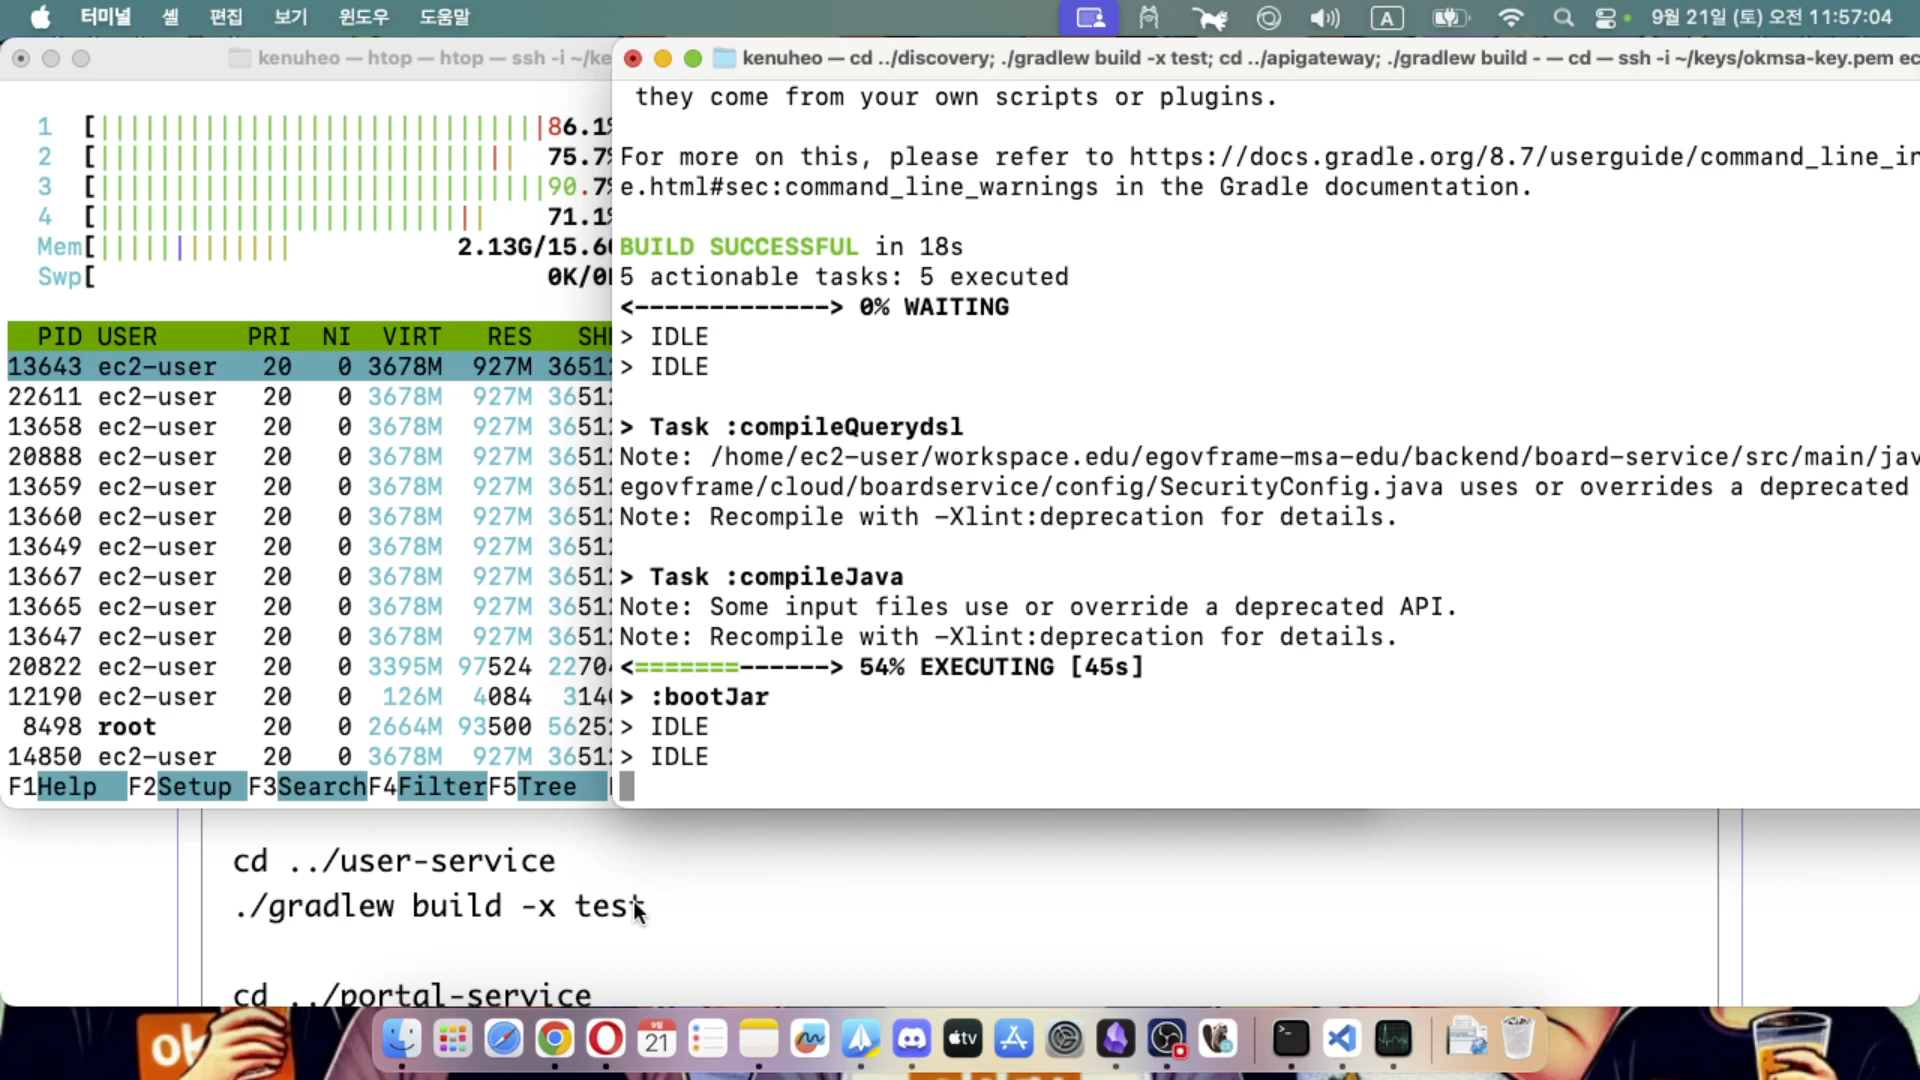 터미널 셸 편집 보기 윈도우 도움말 A 9월 21일 (토) 오전 11:57:04
kenuheo — htop — htop — ssh -i ~/ke
1 [ 86.1%
2 75.7%
3 [ 90.7%
4 [ 71.1%
Mem[ 2.13G/15.6G
Swp[ 0K/0K
PID USER PRI NI VIRT RES SH
13643 ec2-user 20 0 3678M 927M 3651
22611 ec2-user 20 0 3678M 927M 3651
13658 ec2-user 20 0 3678M 927M 3651
20888 ec2-user 20 0 3678M 927M 3651
13659 ec2-user 20 0 3678M 927M 3651
13660 ec2-user 20 0 3678M 927M 3651
13649 ec2-user 20 0 3678M 927M 3651
13667 ec2-user 20 0 3678M 927M 3651
13665 ec2-user 20 0 3678M 927M 3651
13647 ec2-user 20 0 3678M 927M 3651
20822 ec2-user 20 0 3395M 97524 2270
12190 ec2-user 20 0 126M 4084 314
8498 root 20 0 2664M 93500 5625
14850 ec2-user 20 0 3678M 927M 3651
F1Help F2Setup F3SearchF4FilterF5Tree
kenuheo — cd ../discovery; ./gradlew build -x test; cd ../apigateway; ./gradlew build - — cd — ssh -i ~/keys/okmsa-key.pem ec
they come from your own scripts or plugins.
For more on this, please refer to https://docs.gradle.org/8.7/userguide/command_line_in
e.html#sec:command_line_warnings in the Gradle documentation.
BUILD SUCCESSFUL in 18s
5 actionable tasks: 5 executed
<-------------> 0% WAITING
> IDLE
> IDLE
> Task :compileQuerydsl
Note: /home/ec2-user/workspace.edu/egovframe-msa-edu/backend/board-service/src/main/jav
egovframe/cloud/boardservice/config/SecurityConfig.java uses or overrides a deprecated
Note: Recompile with -Xlint:deprecation for details.
> Task :compileJava
Note: Some input files use or override a deprecated API.
Note: Recompile with -Xlint:deprecation for details.
<=======------> 54% EXECUTING [45s]
> :bootJar
> IDLE
> IDLE
cd ../user-service
./gradlew build -x test
cd ../portal-service
ok
9월
21
tv